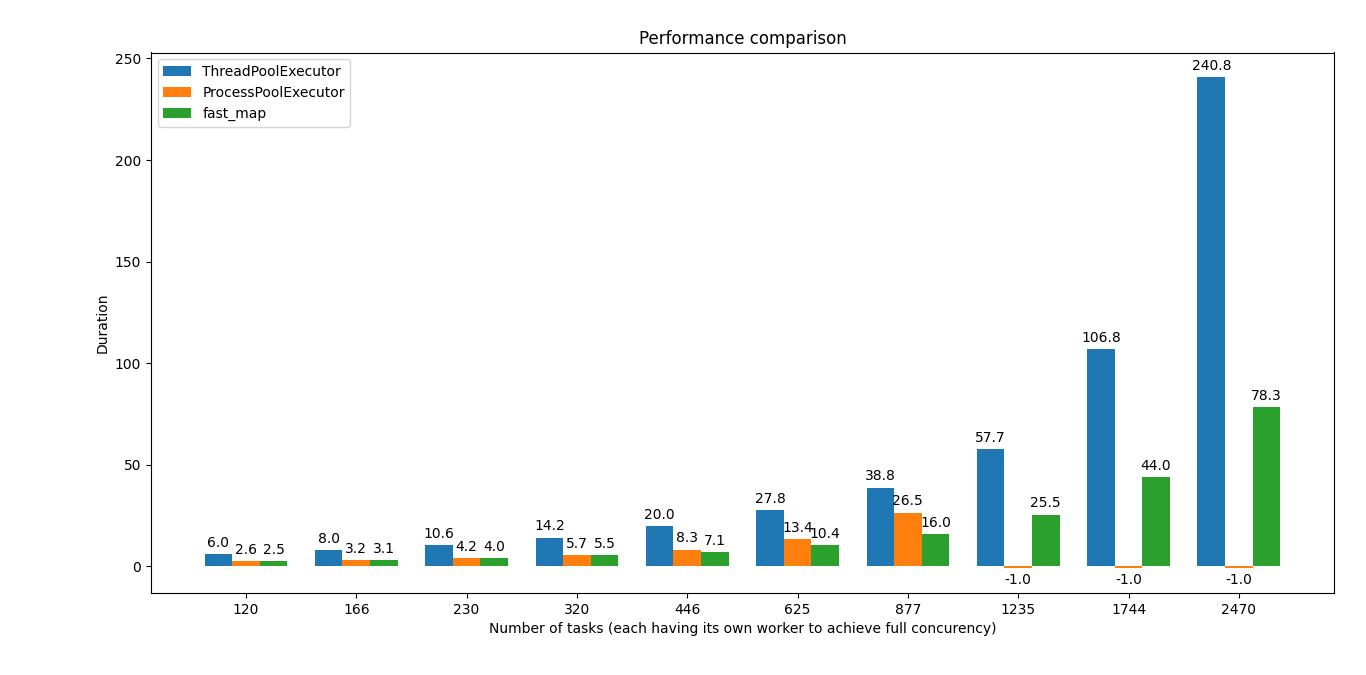 Performance comparison
ThreadPoolExecutor
ProcessPoolExecutor
fast_map
250
200
150
100
50
0
Duration
6.0 2.6 2.5
8.0 3.2 3.1
10.6 4.2 4.0
14.2 5.7 5.5
20.0 8.3 7.1
27.8 13.4 10.4
38.8 26.5 16.0
57.7 -1.0 25.5
106.8 -1.0 44.0
240.8 -1.0 78.3
120 166 230 320 446 625 877 1235 1744 2470
Number of tasks (each having its own worker to achieve full concurency)